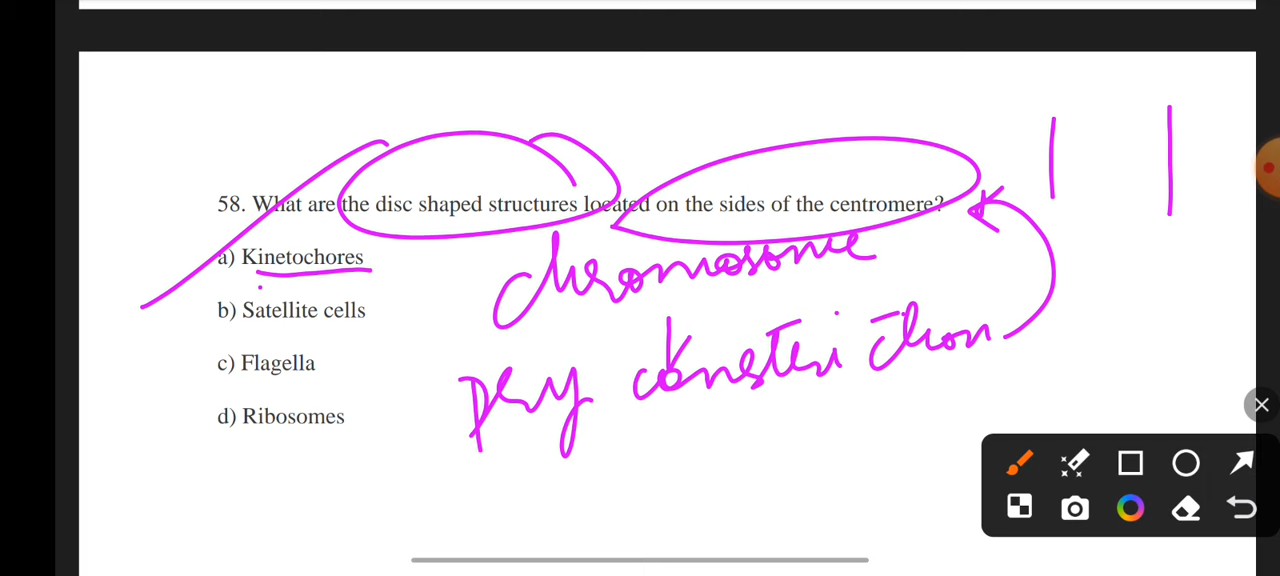 58. What are the disc shaped structures located on the sides of the centromere?
a) Kinetochores
chromosome
b) Satellite cells
c) Flagella
pry constriction
d) Ribosomes